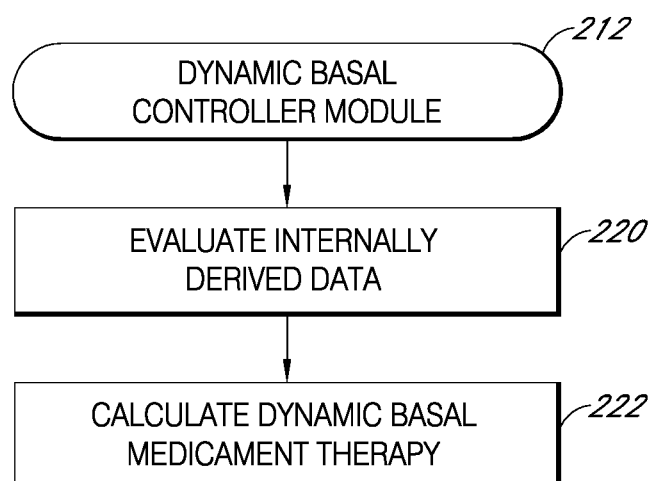 212
DYNAMIC BASAL
CONTROLLER MODULE
220
EVALUATE INTERNALLY
DERIVED DATA
222
CALCULATE DYNAMIC BASAL
MEDICAMENT THERAPY